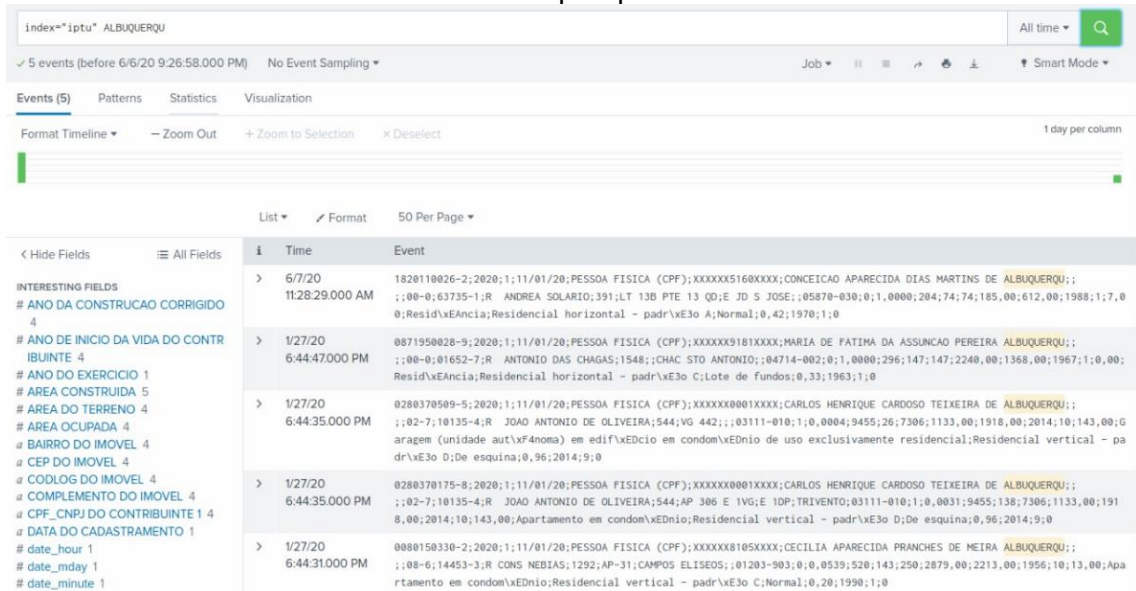 index="iptu" ALBUQUERQU
All time
5 events (before 6/6/20 9:26:58.000 PM) No Event Sampling
Job
Smart Mode
Events (5) Patterns Statistics Visualization
Format Timeline — Zoom Out + Zoom to Selection × Deselect
1 day per column
List Format 50 Per Page
< Hide Fields All Fields
INTERESTING FIELDS
# ANO DA CONSTRUCAO CORRIGIDO
4
# ANO DE INICIO DA VIDA DO CONTR
IBUINTE 4
# ANO DO EXERCICIO 1
# AREA CONSTRUIDA 5
# AREA DO TERRENO 4
# AREA OCUPADA 4
a BAIRRO DO IMOVEL 4
a CEP DO IMOVEL 4
a CODLOG DO IMOVEL 4
a COMPLEMENTO DO IMOVEL 4
a CPF_CNPJ DO CONTRIBUINTE 1 4
a DATA DO CADASTRAMENTO 1
# date_hour 1
# date_mday 1
# date_minute 1
i Time Event
> 6/7/20
11:28:29.000 AM
1820110026-2;2020;1;11/01/20;PESSOA FISICA (CPF);XXXXXX5160XXXX;CONCEICAO APARECIDA DIAS MARTINS DE ALBUQUERQU;;
;;00-0;63735-1;R ANDREA SOLARIO;391;LT 13B PTE 13 QD;E JD S JOSE;;05870-030;0;1,0000;204;74;74;185,00;612,00;1988;1;7,0
0;Resid\xEAncia;Residencial horizontal - padr\xE3o A;Normal;0,42;1970;1;0
> 1/27/20
6:44:47.000 PM
0871950028-9;2020;1;11/01/20;PESSOA FISICA (CPF);XXXXXX9181XXXX;MARIA DE FATIMA DA ASSUNCAO PEREIRA ALBUQUERQU;;
;;00-0;01652-7;R ANTONIO DAS CHAGAS;1548;;CHAC STO ANTONIO;;04714-002;0;1,0000;296;147;147;2240,00;1368,00;1967;1;0,00;
Resid\xEAncia;Residencial horizontal - padr\xE3o C;Lote de fundos;0,33;1963;1;0
> 1/27/20
6:44:35.000 PM
0280370509-5;2020;1;11/01/20;PESSOA FISICA (CPF);XXXXXX0001XXXX;CARLOS HENRIQUE CARDOSO TEIXEIRA DE ALBUQUERQU;;
;;02-7;10135-4;R JOAO ANTONIO DE OLIVEIRA;544;VG 442;;;03111-010;1;0,0004;9455;26;7306;1133,00;1918,00;2014;10;143,00;G
aragem (unidade aut\xF4noma) em edif\xEDcio em condom\xEDnio de uso exclusivamente residencial;Residencial vertical - pa
dr\xE3o D;De esquina;0,96;2014;9;0
> 1/27/20
6:44:35.000 PM
0280370175-8;2020;1;11/01/20;PESSOA FISICA (CPF);XXXXXX0001XXXX;CARLOS HENRIQUE CARDOSO TEIXEIRA DE ALBUQUERQU;;
;;02-7;10135-4;R JOAO ANTONIO DE OLIVEIRA;544;AP 306 E 1VG;E 1DP;TRIVENTO;03111-010;1;0,0031;9455;138;7306;1133,00;191
8,00;2014;10;143,00;Apartamento em condom\xEDnio;Residencial vertical - padr\xE3o D;De esquina;0,96;2014;9;0
> 1/27/20
6:44:31.000 PM
0080150330-2;2020;1;11/01/20;PESSOA FISICA (CPF);XXXXXX8105XXXX;CECILIA APARECIDA PRANCHES DE MEIRA ALBUQUERQU;;
;;08-6;14453-3;R CONS NEBIAS;1292;AP-31;CAMPOS ELISEOS;;01203-903;0;0,0539;520;143;250;2879,00;2213,00;1956;10;13,00;Apa
rtamento em condom\xEDnio;Residencial vertical - padr\xE3o C;Normal;0,20;1990;1;0